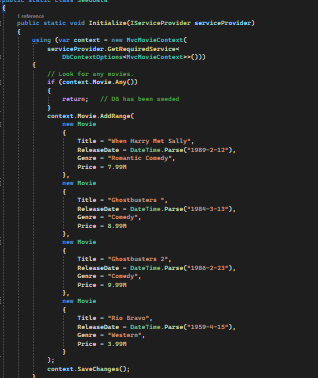 public static class SeedData
{
1 reference
public static void Initialize(IServiceProvider serviceProvider)
{
using (var context = new MvcMovieContext(
serviceProvider.GetRequiredService<
DbContextOptions<MvcMovieContext>>()))
{
// Look for any movies.
if (context.Movie.Any())
{
return;   // DB has been seeded
}
context.Movie.AddRange(
new Movie
{
Title = "When Harry Met Sally",
ReleaseDate = DateTime.Parse("1989-2-12"),
Genre = "Romantic Comedy",
Price = 7.99M
},
new Movie
{
Title = "Ghostbusters ",
ReleaseDate = DateTime.Parse("1984-3-13"),
Genre = "Comedy",
Price = 8.99M
},
new Movie
{
Title = "Ghostbusters 2",
ReleaseDate = DateTime.Parse("1986-2-23"),
Genre = "Comedy",
Price = 9.99M
},
new Movie
{
Title = "Rio Bravo",
ReleaseDate = DateTime.Parse("1959-4-15"),
Genre = "Western",
Price = 3.99M
}
);
context.SaveChanges();
}